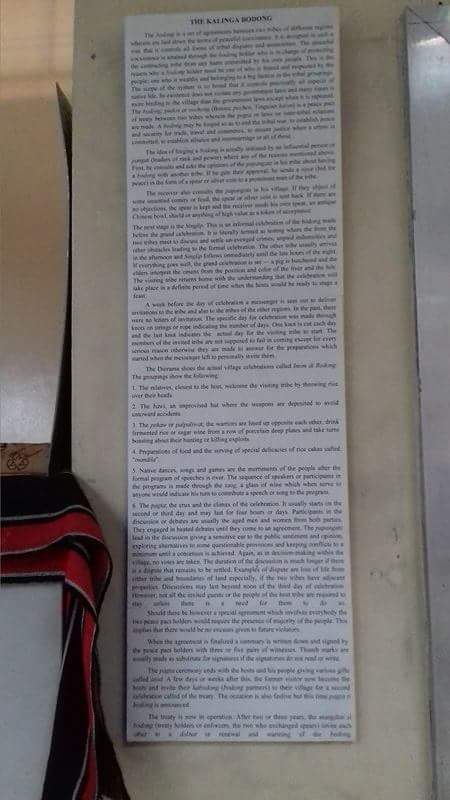 THE KALINGA BODONG
The bodong is a set of agreements between two tribes of different regions
wherein are laid down the terms of peaceful coexistence. It is designed in such a
way that it controls all forms of tribal disputes and animosities. The peaceful
coexistence is attained through the bodong holder who is in charge of protecting
the contracting tribe from any harm committed by his own people. This is the
reason why a bodong holder must be one of who is feared and respected by the
people; one who is wealthy and belonging to a big faction in the tribal groupings.
The scope of the system is so broad that it controls practically all aspects of
native life. Its existence does not violate any government laws and many times is
more binding to the village than the government laws except when it is repressed.
The bodong, pudon or pochong (Bontoc pechen, Tinguian kalon) is a peace pact
of treaty between two tribes wherein the pagta or laws on inter-tribal relations
are made. A bodong may be forged so as to end the tribal war, to establish peace
and security for trade, travel and commerce, to assure justice when a crime is
committed, to establish alliance and intermarriage or all of these.
The idea of forging a bodong is usually initiated by an influential person or
pangat (leaders of rank and power) where any of the reasons mentioned above.
First, he consults and asks the opinions of the papangats in his tribe about having
a bodong with another tribe. If he gets their approval, he sends a sipat (bid for
peace) in the form of a spear or silver coin to a prominent man of the tribe.
The receiver also consults the papangats in his village. If they object of
some unsettled enmity or feud, the spear or silver coin is sent back. If there are
no objections, the spear is kept and the receiver sends his own spear, an antique
Chinese bowl, shield or anything of high value as a token of acceptance.
The next stage is the Singlip. This is an informal celebration of the bodong made
before the grand celebration. It is literally termed as testing where the from the
two tribes meet to discuss and settle un-avenged crimes, unpaid indemnities and
other obstacles leading to the formal celebration. The other tribe usually arrives
in the afternoon and Singlip follows immediately until the late hours of the night.
If everything goes well, the grand celebration is set — a pig is butchered and the
elders interpret the omens from the position and color of the liver and the bile.
The visiting tribe returns home with the understanding that the celebration will
take place in a definite period of time when the hosts would be ready to stage a
feast.
A week before the day of celebration a messenger is sent out to deliver
invitations to the tribe and also to the tribes of the other regions. In the past, there
were no letters of invitation. The specific day for celebration was made through
knots on strings or rope indicating the number of days. One knot is cut each day
and the last knot indicates the actual day for the visiting tribe to start. The
members of the invited tribe are not supposed to fail in coming except for every
serious reason otherwise they are made to answer for the preparations which
started when the messenger left to personally invite them.
The Diorama shows the actual village celebrations called Inom di Bodong.
The groupings show the following:
1. The relatives, closest to the host, welcome the visiting tribe by throwing rice
over their heads.
2. The bawi, an improvised hut where the weapons are deposited to avoid
untoward accidents.
3. The yekaw or palpaliwat; the warriors are lined up opposite each other, drink
fermented rice or sugar wine from a row of porcelain deep plates and take turns
boasting about their hunting or killing exploits.
4. Preparations of food and the serving of special delicacies of rice cakes called
5. Native dances, songs and games are the merriments of the people after the
formal program of speeches is over. The sequence of speakers or participants in
the programs is made through the a glass of wine which when serve to
anyone would indicate his turn to contribute a speech or song to the program.
6. The pagta; the crux and the climax of the celebration. It usually starts on the
second or third day and may last for four hours or days. Participants in the
discussion or debates are usually the aged men and women from both parties.
They engaged in heated debates until they come to an agreement. The papangats
lead in the discussion giving a sensitive ear to the public sentiment and opinion,
exploring alternatives to some questionable provisions and keeping conflicts to a
minimum until a consensus is achieved. Again, as in decision-making within the
village, no votes are taken. The duration of the discussion is much longer if there
is a dispute that remains to be settled. Examples of dispute are loss of life from
either tribe and boundaries of land especially, if the two tribes have adjacent
properties. Discussions may last beyond noon of the third day of celebration.
However, not all the invited guests or the people of the host tribe are required to
stay unless there is a need for them to do so.
Should there be however a special agreement which involves everybody the
two peace pact holders would require the presence of majority of the people. This
implies that there would be no excuses given to future violators.
When the agreement is finalized a summary is written down and signed by
the peace pact holders with three or five pairs of witnesses. Thumb marks are
usually made to substitute for signatures if the signatories do not read or write.
The pagta ceremony ends with the hosts and his people giving various gifts
called A few days or weeks after this, the former visitor now become the
hosts and invite their kabodong (bodong partners) to their village for a second
celebration called of the treaty. The occasion is also festive but this time pagta ni
bodong is announced.
The treaty is now in operation. After two or three years, the
bodong (treaty holders or enforcers, the two who exchanged spears) invite each
other to a dolnat or renewal and warming of the bodong.